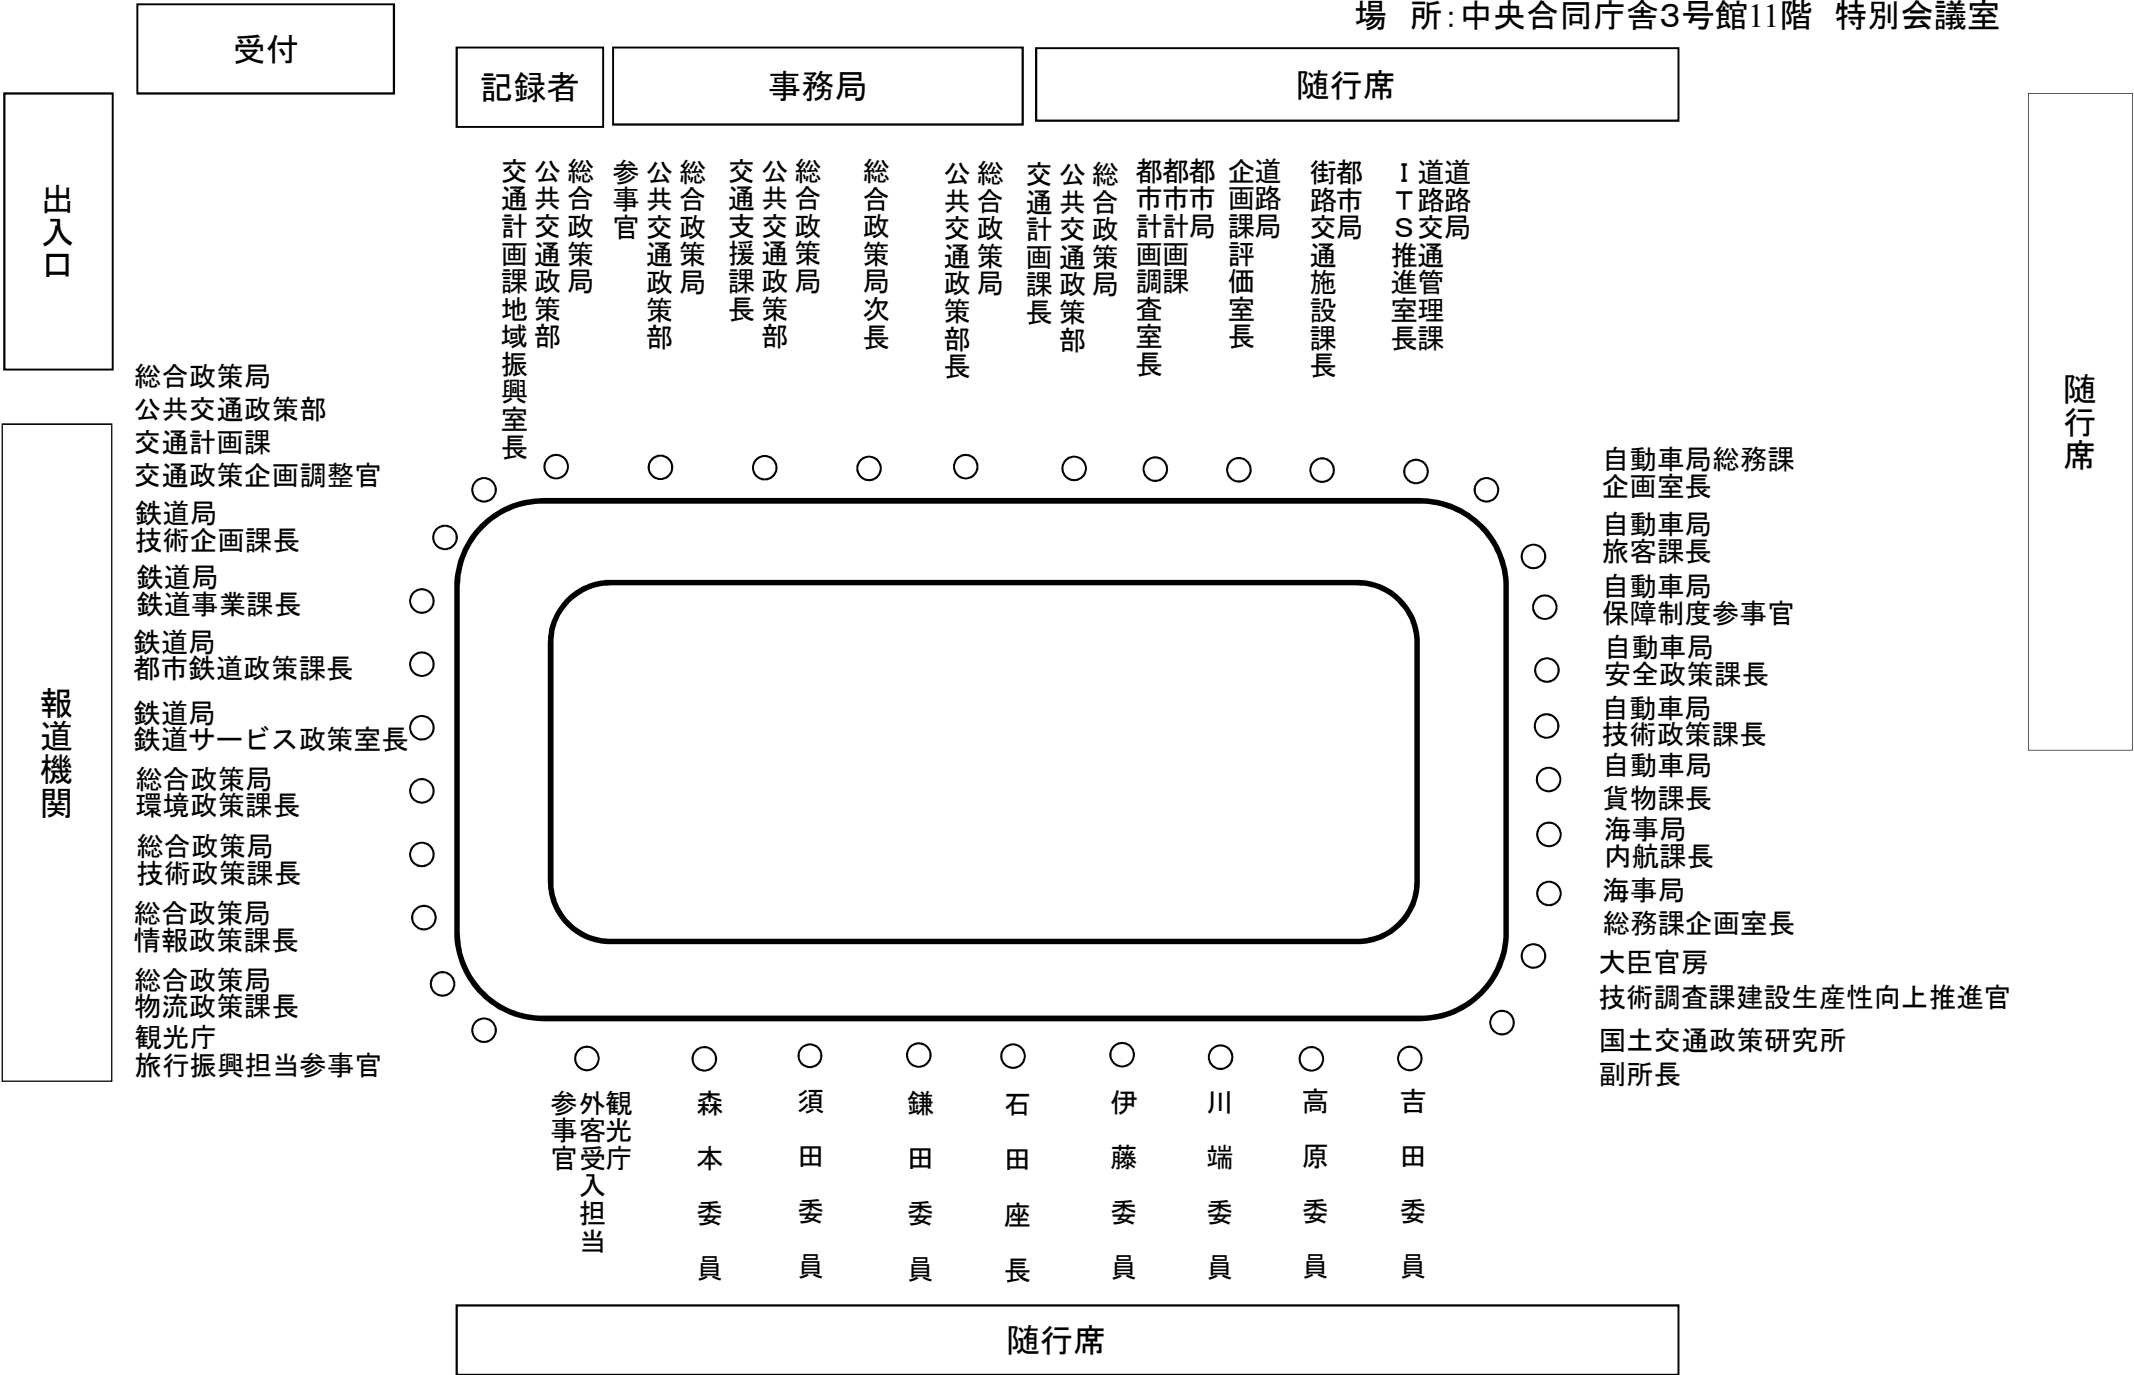 場　所：中央合同庁舎３号館11階　特別会議室
受付
記録者
事務局
随行席
出入口
報道機関
随行席
総合政策局
公共交通政策部
交通計画課地域振興室長
総合政策局
公共交通政策部
参事官
総合政策局
公共交通政策部
交通支援課長
総合政策局次長
総合政策局
公共交通政策部長
総合政策局
公共交通政策部
交通計画課長
都市局
都市計画課
都市計画調査室長
道路局
企画課評価室長
都市局
街路交通施設課長
道路局
道路交通管理課
ＩＴＳ推進室長
総合政策局
公共交通政策部
交通計画課
交通政策企画調整官
鉄道局
技術企画課長
鉄道局
鉄道事業課長
鉄道局
都市鉄道政策課長
鉄道局
鉄道サービス政策室長
総合政策局
環境政策課長
総合政策局
技術政策課長
総合政策局
情報政策課長
総合政策局
物流政策課長
観光庁
旅行振興担当参事官
自動車局総務課
企画室長
自動車局
旅客課長
自動車局
保障制度参事官
自動車局
安全政策課長
自動車局
技術政策課長
自動車局
貨物課長
海事局
内航課長
海事局
総務課企画室長
大臣官房
技術調査課建設生産性向上推進官
国土交通政策研究所
副所長
観光庁
外客受入担当
参事官
森本委員
須田委員
鎌田委員
石田座長
伊藤委員
川端委員
高原委員
吉田委員
随行席